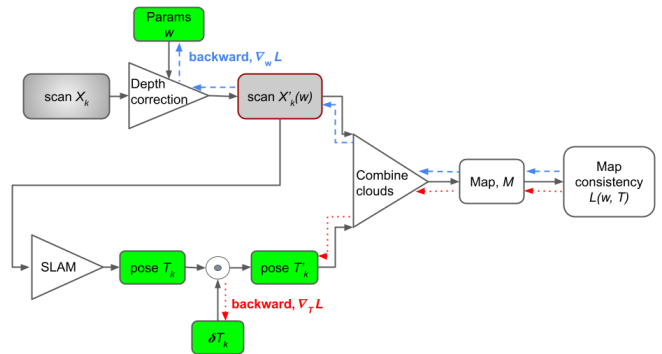 Params
w
backward, ∇w L
scan Xk
Depth
correction
scan X'k(w)
Combine
clouds
Map, M
Map
consistency
L(w, T)
SLAM
pose Tk
pose T'k
backward, ∇T L
δTk